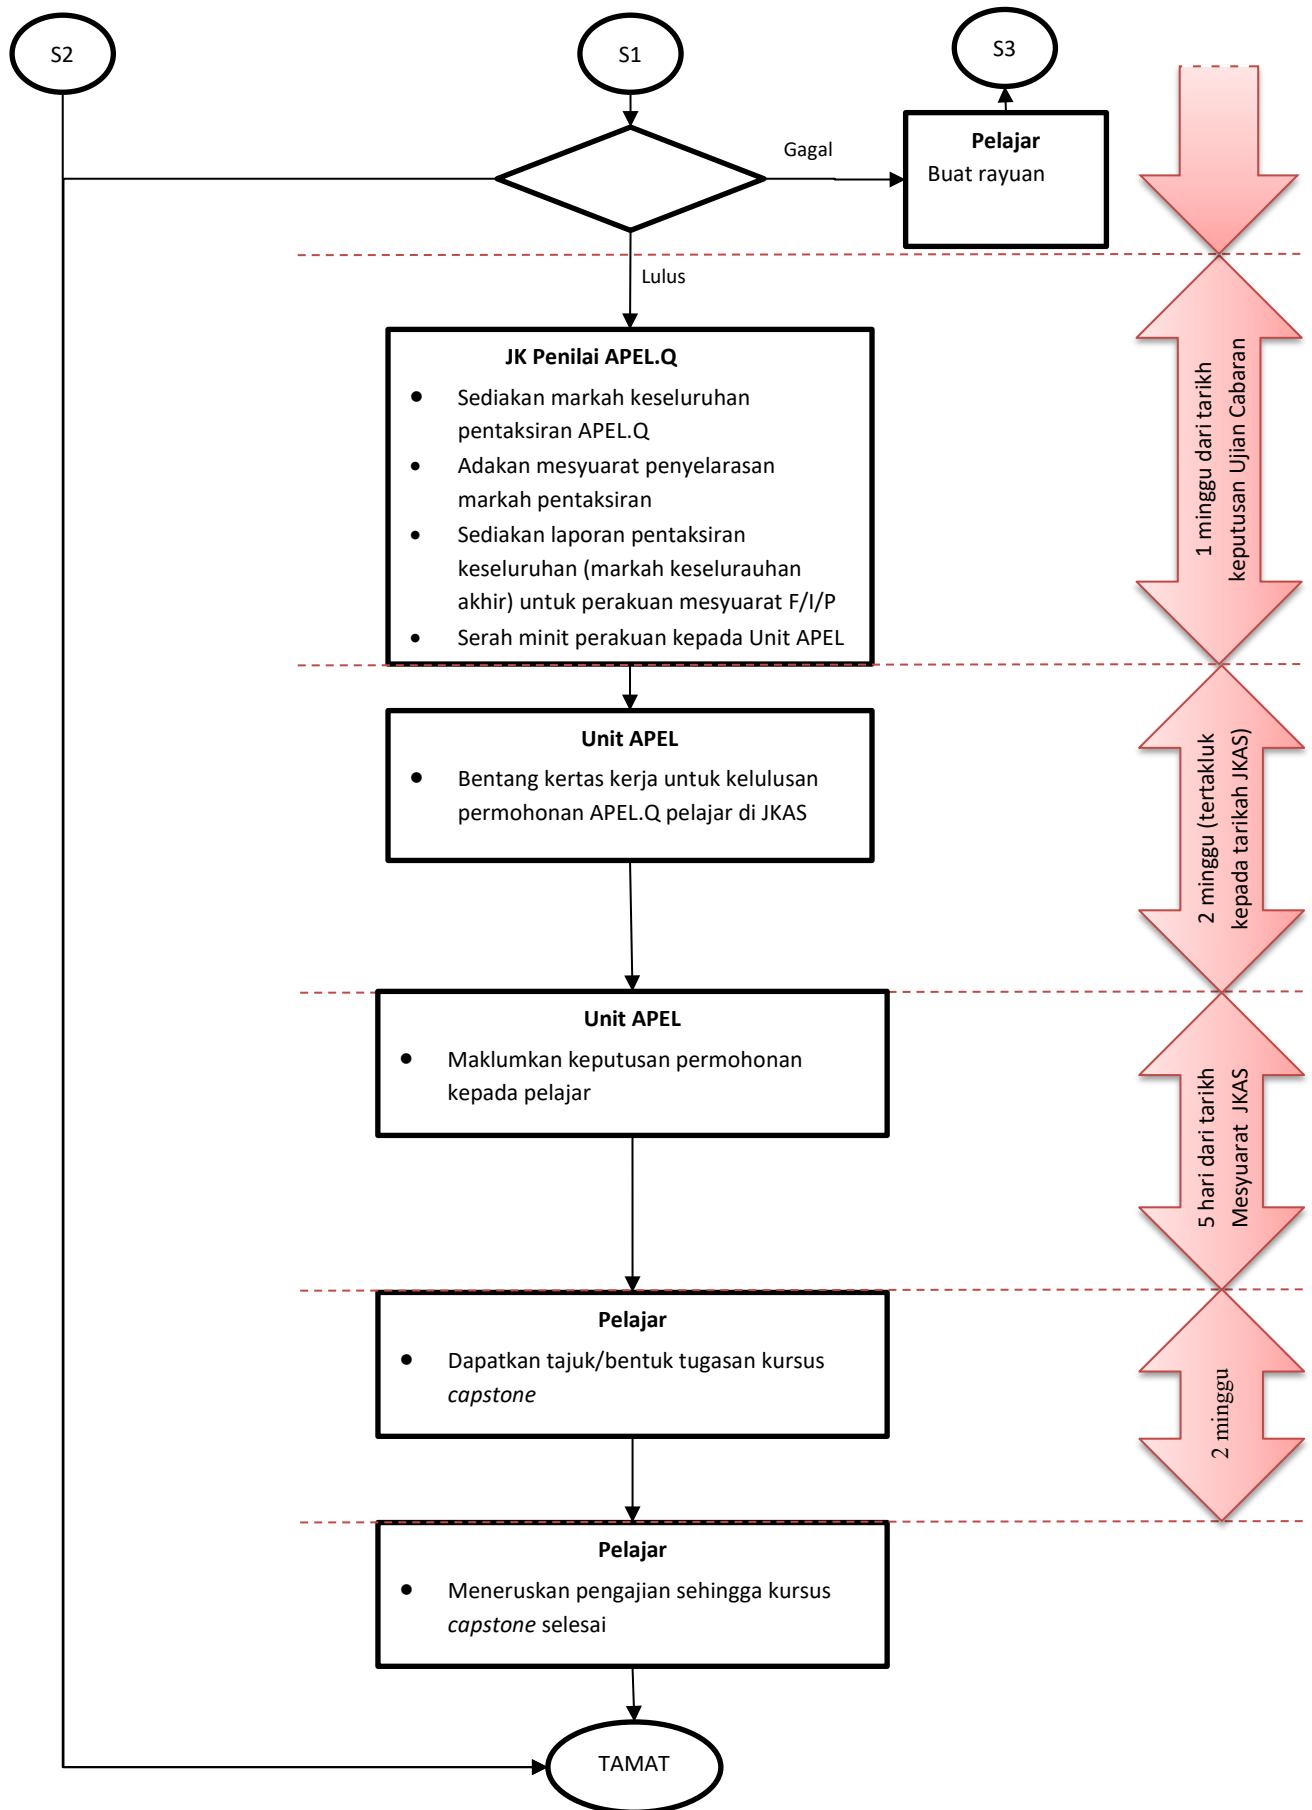 S2
S1
S3
Gagal
Pelajar
Buat rayuan
Lulus
JK Penilai APEL.Q
• Sediakan markah keseluruhan
pentaksiran APEL.Q
• Adakan mesyuarat penyelarasan
markah pentaksiran
• Sediakan laporan pentaksiran
keseluruhan (markah keselurauhan
akhir) untuk perakuan mesyuarat F/I/P
• Serah minit perakuan kepada Unit APEL
1 minggu dari tarikh
keputusan Ujian Cabaran
Unit APEL
• Bentang kertas kerja untuk kelulusan
permohonan APEL.Q pelajar di JKAS
2 minggu (tertakluk
kepada tarikah JKAS)
Unit APEL
• Maklumkan keputusan permohonan
kepada pelajar
5 hari dari tarikh
Mesyuarat JKAS
Pelajar
• Dapatkan tajuk/bentuk tugasan kursus
capstone
2 minggu
Pelajar
• Meneruskan pengajian sehingga kursus
capstone selesai
TAMAT